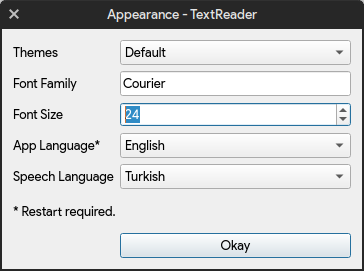 Appearance - TextReader
Themes Default
Font Family Courier
Font Size 24
App Language* English
Speech Language Turkish
* Restart required.
Okay